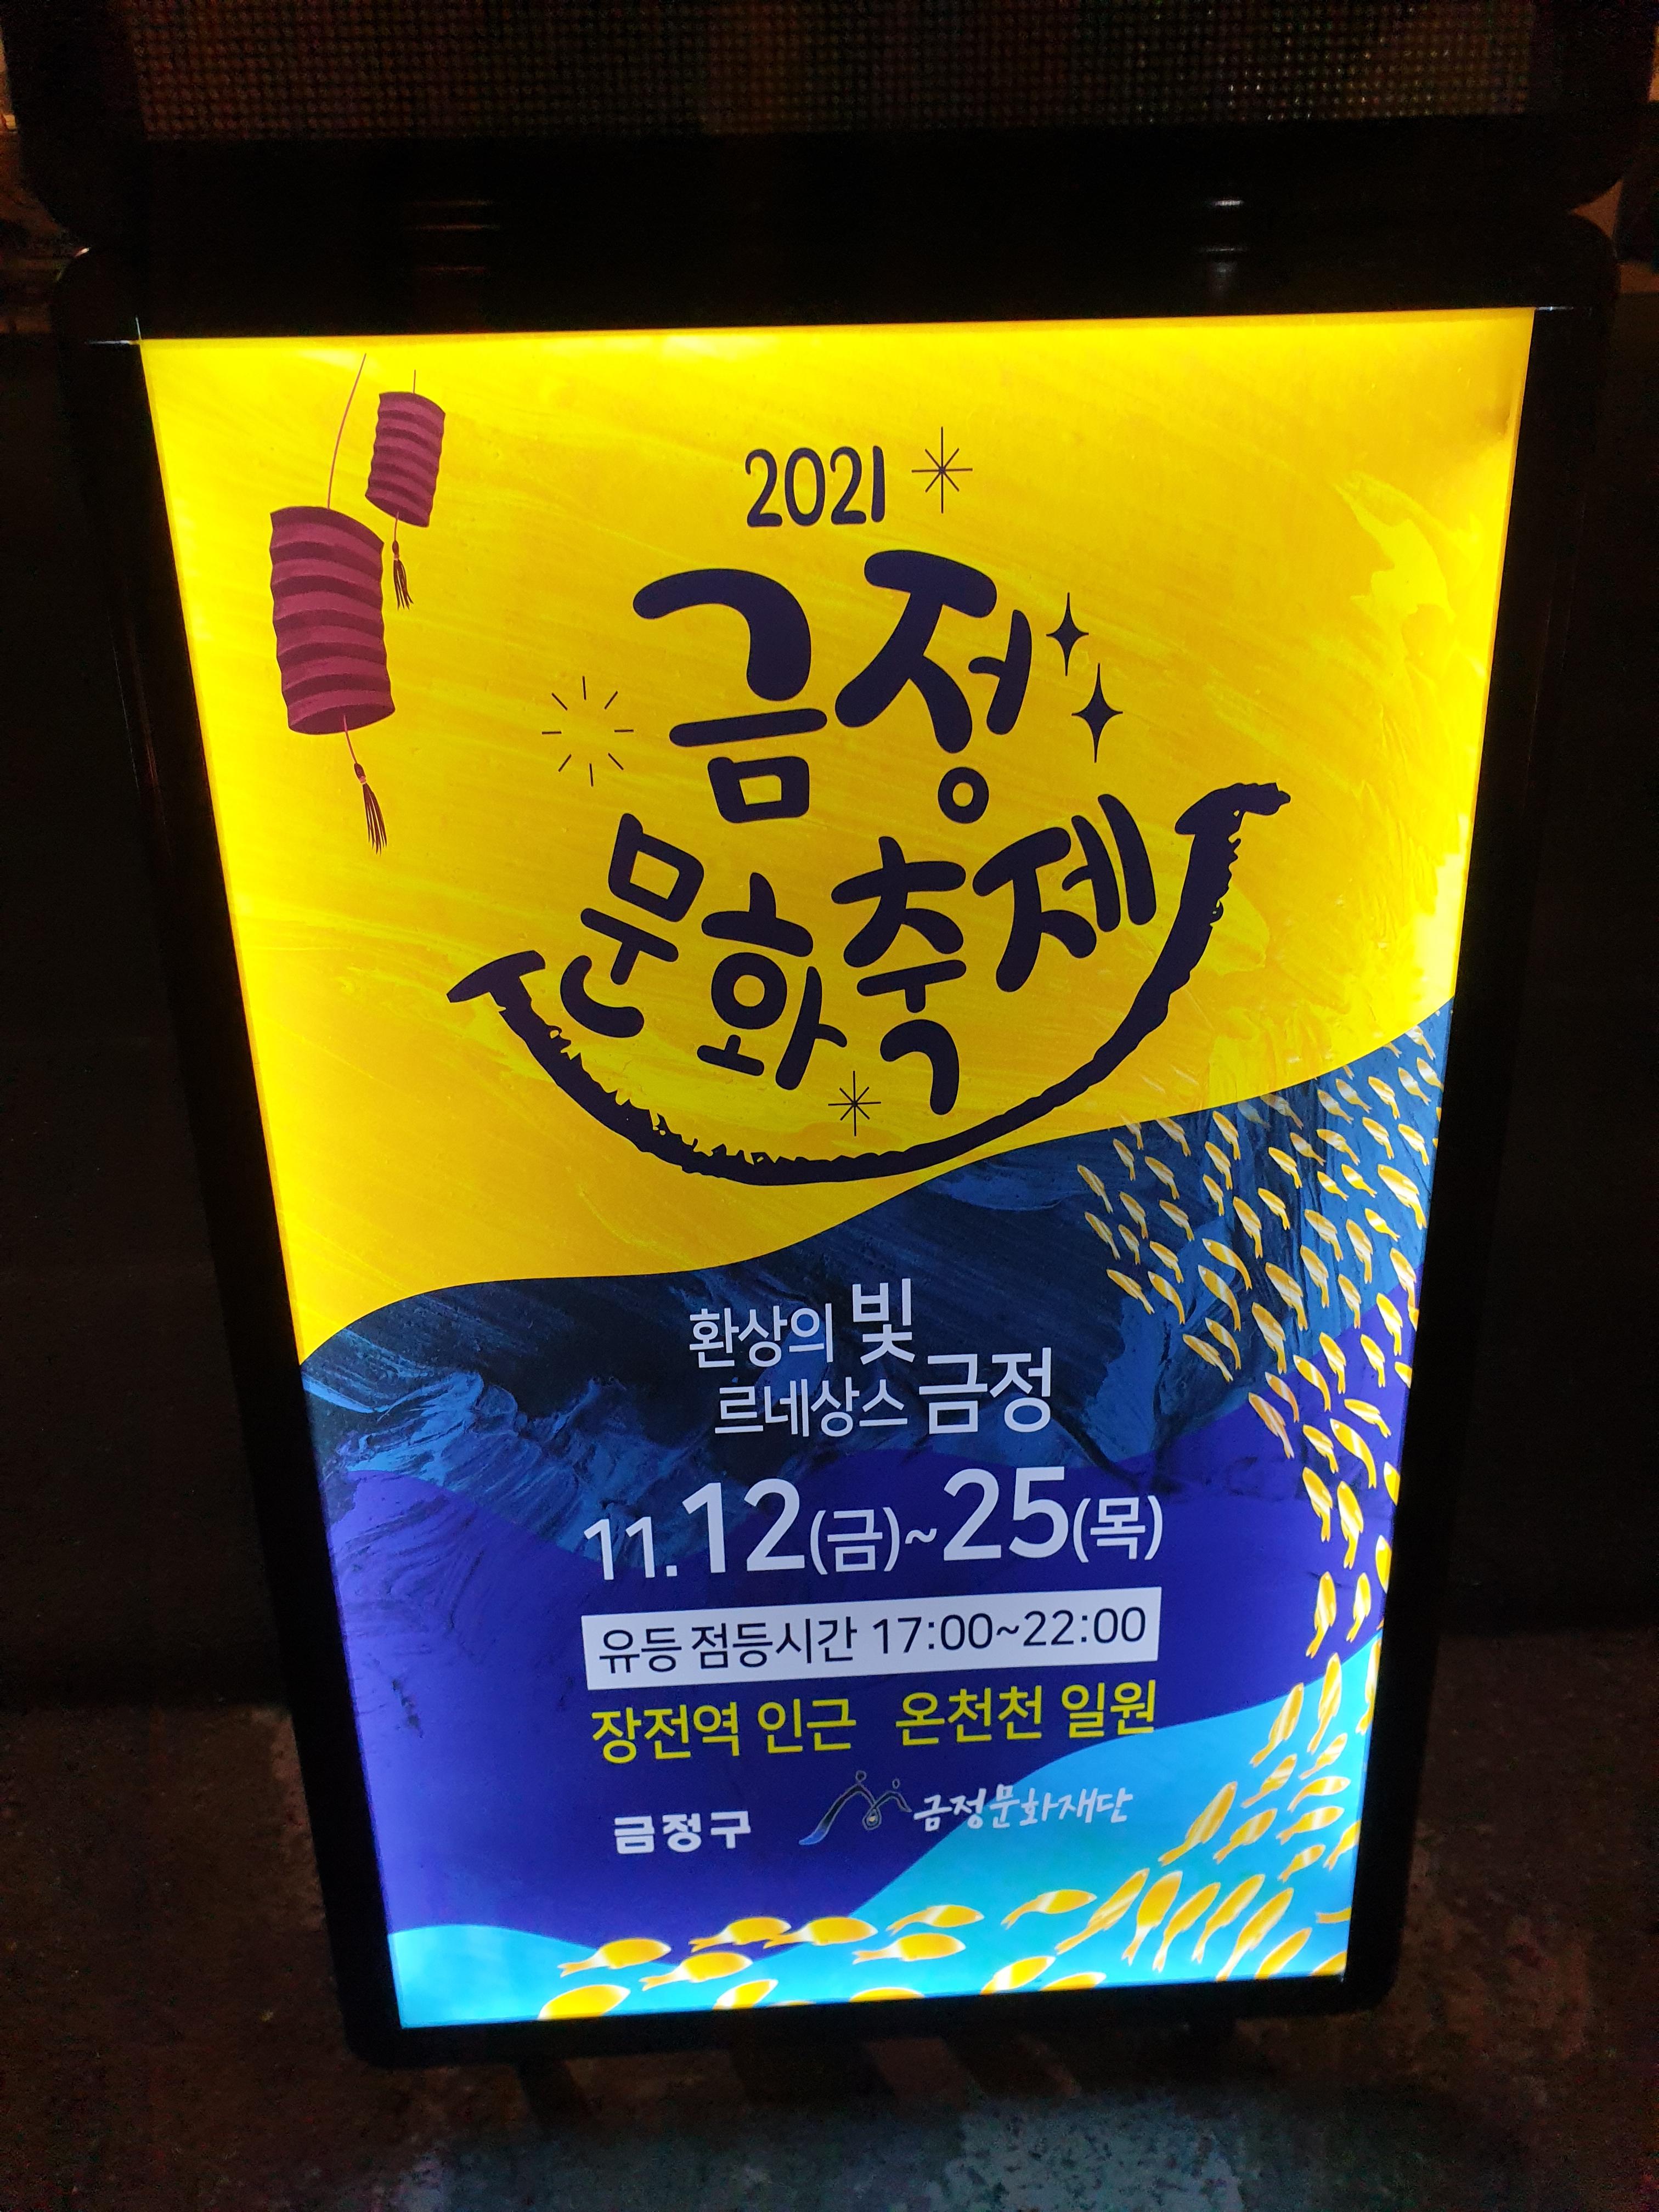 2021
금정
문화축제
환상의 빛
르네상스 금정
11.12(금)~25(목)
유등 점등시간 17:00~22:00
장전역 인근 온천천 일원
금정구 금정문화재단